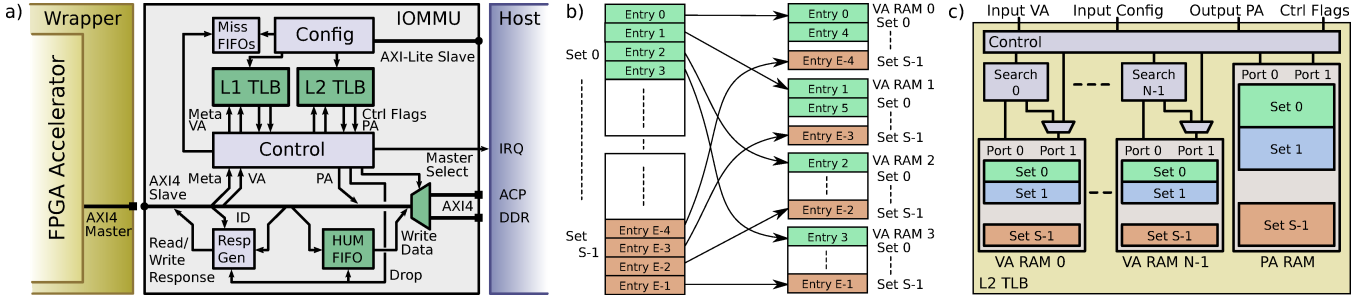 a)
Wrapper
FPGA Accelerator
AXI4
Master
IOMMU
Miss
FIFOs
Config
AXI-Lite Slave
L1 TLB
L2 TLB
Meta
VA
Ctrl Flags
PA
Control
IRQ
Master
Select
AXI4
Slave
Meta
VA
PA
ACP
AXI4
DDR
ID
Read/
Write
Response
Resp
Gen
HUM
FIFO
Write
Data
Drop
Host
b)
Set 0
Entry 0
Entry 1
Entry 2
Entry 3
Set
S-1
Entry E-4
Entry E-3
Entry E-2
Entry E-1
Entry 0
Entry 4
Entry E-4
VA RAM 0
Set 0
Set S-1
Entry 1
Entry 5
Entry E-3
VA RAM 1
Set 0
Set S-1
Entry 2
Entry E-2
VA RAM 2
Set 0
Set S-1
Entry 3
Entry E-1
VA RAM 3
Set 0
Set S-1
c)
Input VA
Input Config
Output PA
Ctrl Flags
Control
Search
0
Search
N-1
Port 0 Port 1
Set 0
Set 1
Set S-1
VA RAM 0
Port 0 Port 1
Set 0
Set 1
Set S-1
VA RAM N-1
Port 0 Port 1
Set 0
Set 1
Set S-1
PA RAM
L2 TLB